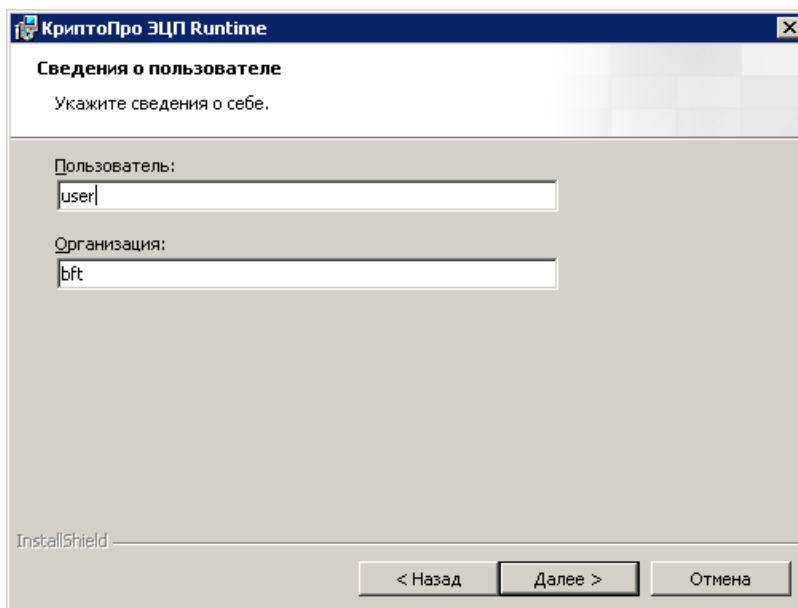 КриптоПро ЭЦП Runtime
Сведения о пользователе
Укажите сведения о себе.
Пользователь:
user
Организация:
bft
InstallShield
< Назад
Далее >
Отмена